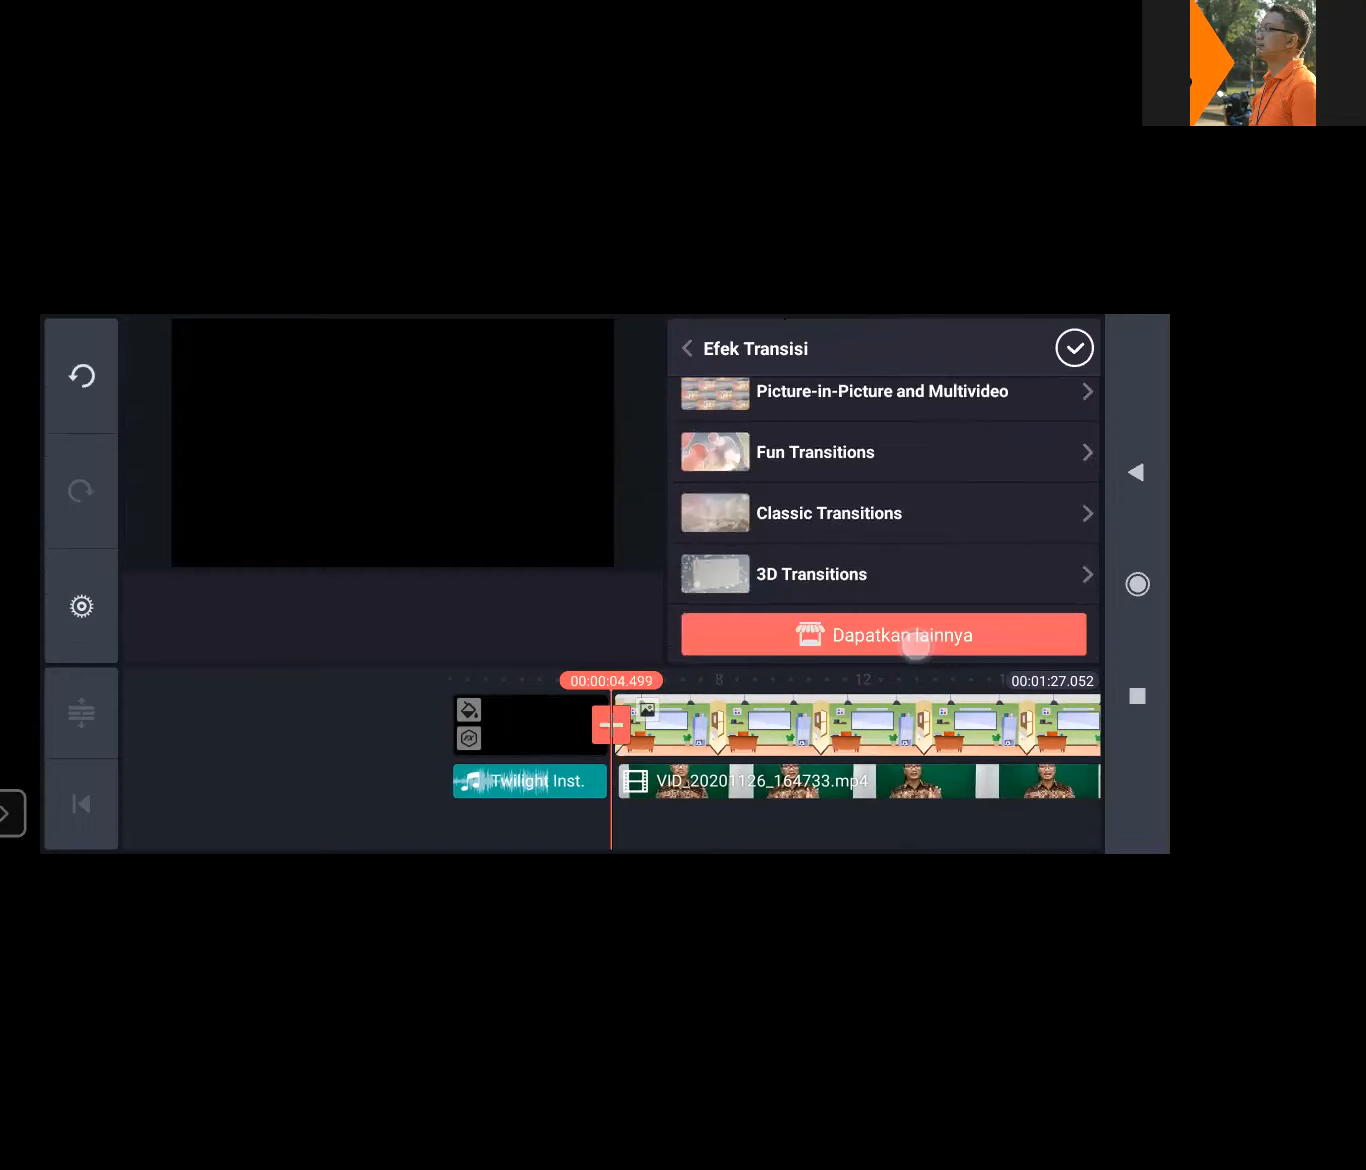 Efek Transisi
Picture-in-Picture and Multivideo
Fun Transitions
Classic Transitions
3D Transitions
Dapatkan lainnya
00:00:04.499
8
12
1
00:01:27.052
Twilight Inst.
VID_20201126_164733.mp4